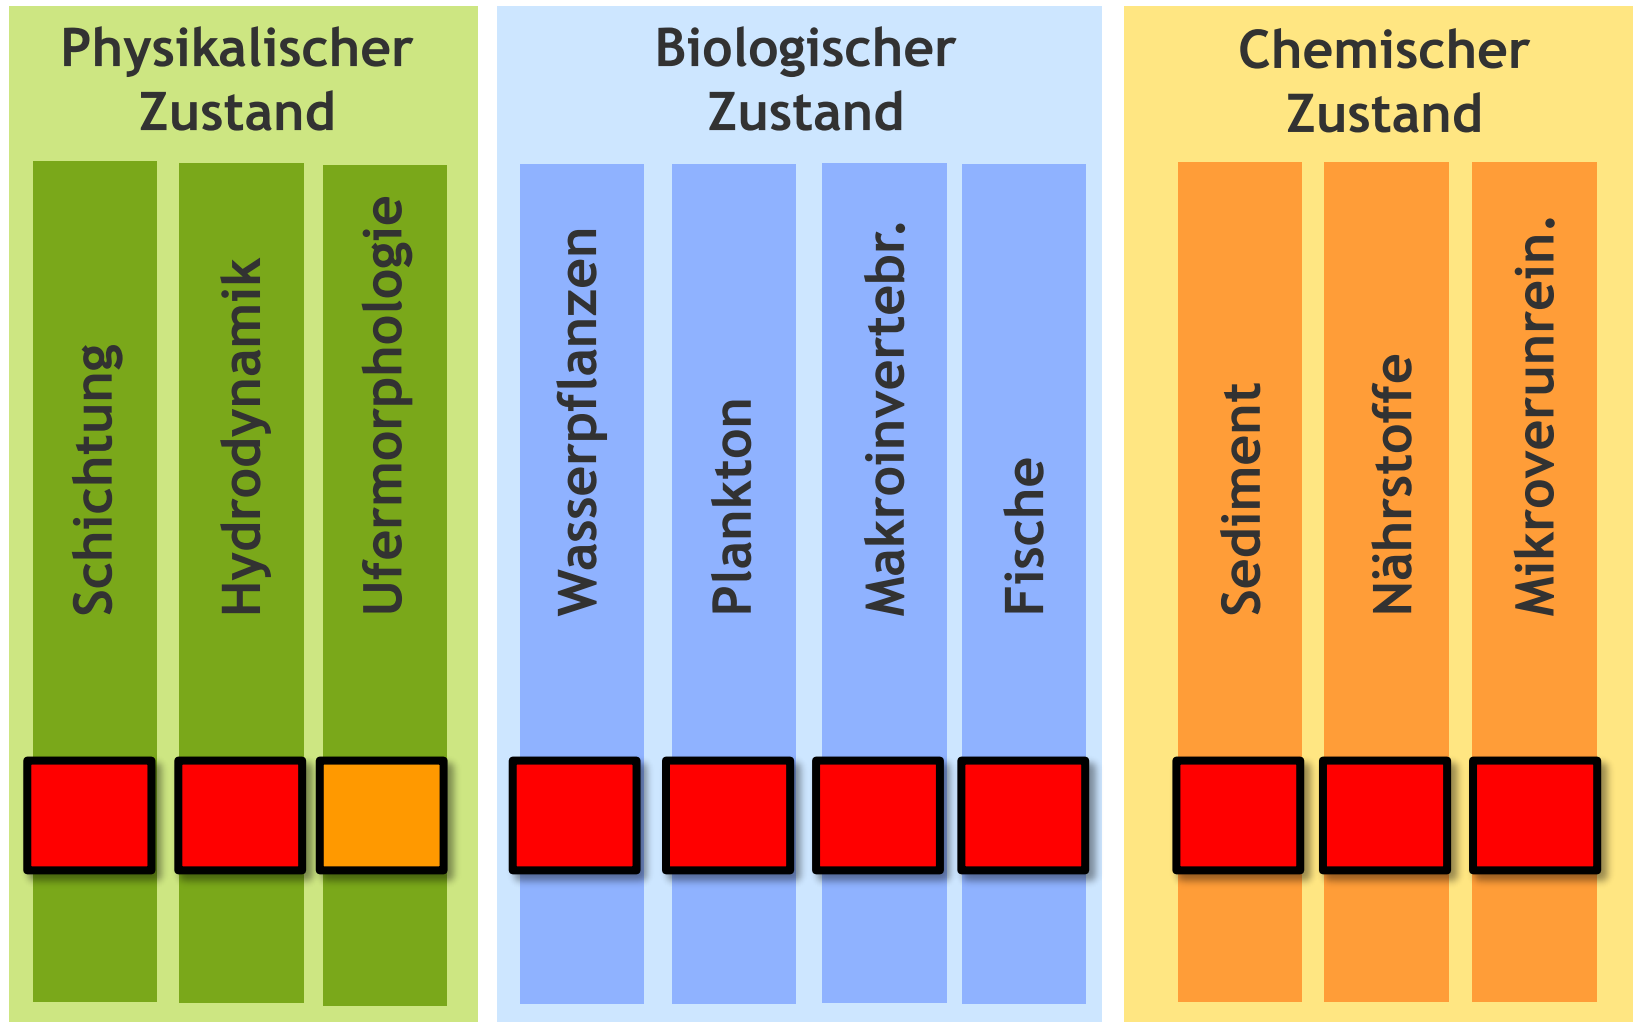 Physikalischer
Zustand
Schichtung
Hydrodynamik
Ufermorphologie
Biologischer
Zustand
Wasserpflanzen
Plankton
Makroinvertebr.
Fische
Chemischer
Zustand
Sediment
Nährstoffe
Mikroverunrein.